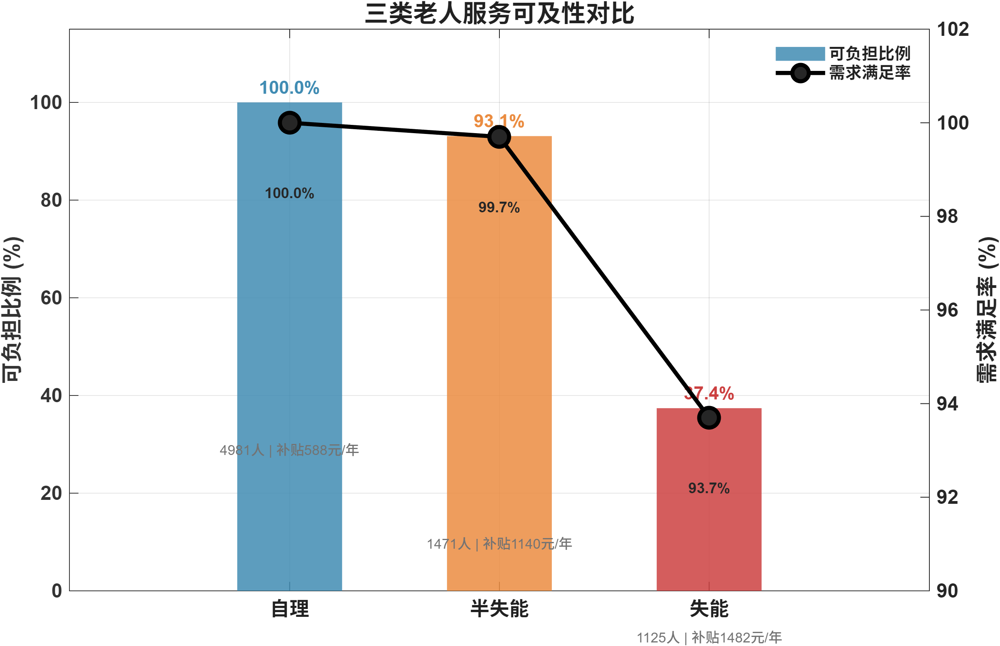 三类老人服务可及性对比
可负担比例
需求满足率
可负担比例 (%)
100
80
60
40
20
0
100.0%
93.1%
37.4%
100.0%
99.7%
93.7%
4981人 | 补贴588元/年
1471人 | 补贴1140元/年
1125人 | 补贴1482元/年
自理
半失能
失能
102
100
98
96
94
92
90
需求满足率 (%)